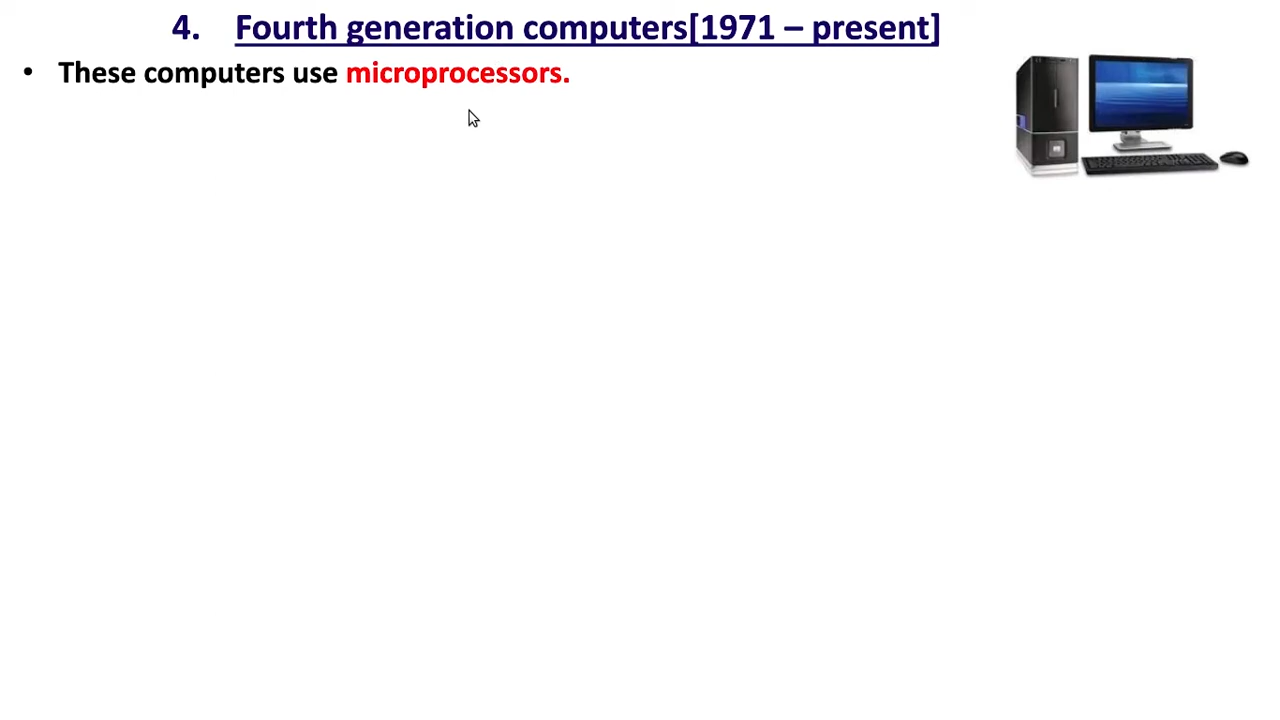 4. Fourth generation computers[1971 – present]
• These computers use microprocessors.